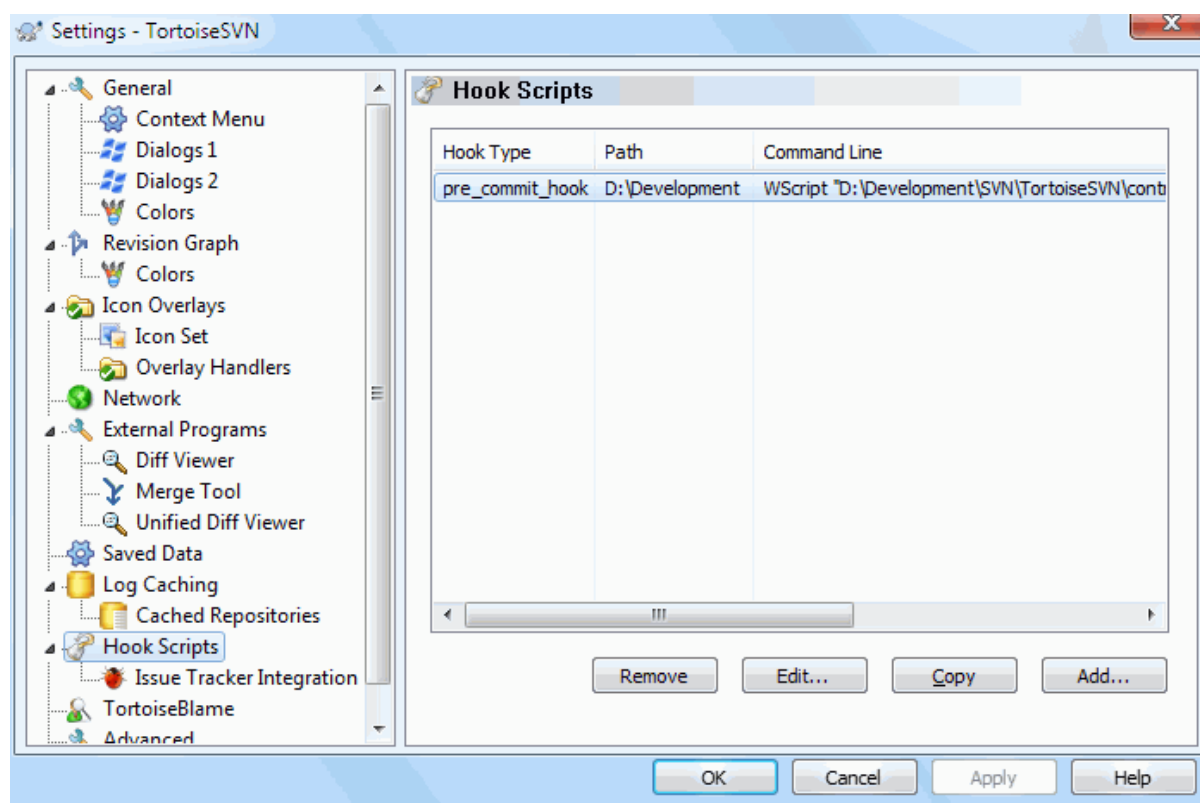 Settings - TortoiseSVN
General
Context Menu
Dialogs 1
Dialogs 2
Colors
Revision Graph
Colors
Icon Overlays
Icon Set
Overlay Handlers
Network
External Programs
Diff Viewer
Merge Tool
Unified Diff Viewer
Saved Data
Log Caching
Cached Repositories
Hook Scripts
Issue Tracker Integration
TortoiseBlame
Advanced
Hook Scripts
Hook Type Path Command Line
pre_commit_hook D:\Development WScript "D:\Development\SVN\TortoiseSVN\cont
Remove Edit... Copy Add...
OK Cancel Apply Help